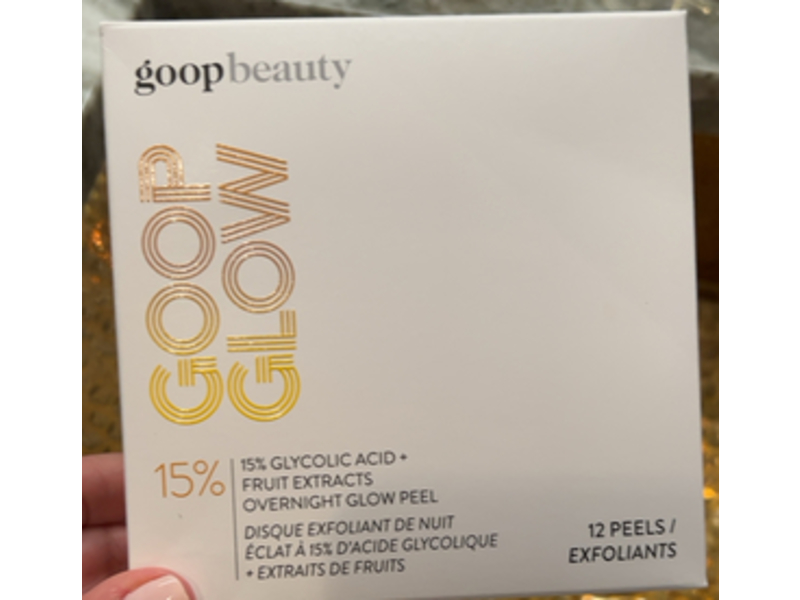 goopbeauty
GOOP
GLOW
15%
15% GLYCOLIC ACID +
FRUIT EXTRACTS
OVERNIGHT GLOW PEEL
DISQUE EXFOLIANT DE NUIT
ÉCLAT À 15% D'ACIDE GLYCOLIQUE
+ EXTRAITS DE FRUITS
12 PEELS /
EXFOLIANTS